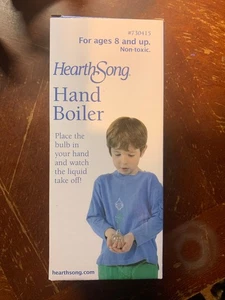 #730415
For ages 8 and up.
Non-toxic.
HearthSong
Hand
Boiler
Place the
bulb in
your hand
and watch
the liquid
take off!
hearthsong.com